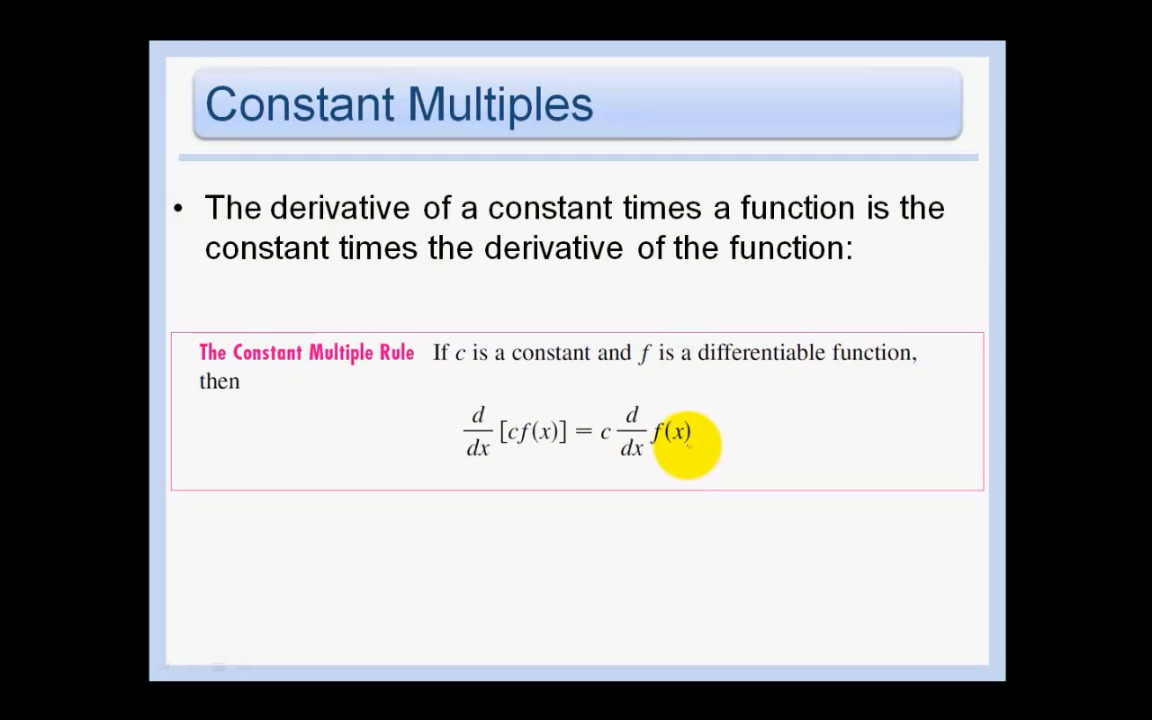 Constant Multiples
• The derivative of a constant times a function is the
constant times the derivative of the function:
The Constant Multiple Rule If c is a constant and f is a differentiable function,
then
d/dx [cf(x)] = c d/dx f(x)